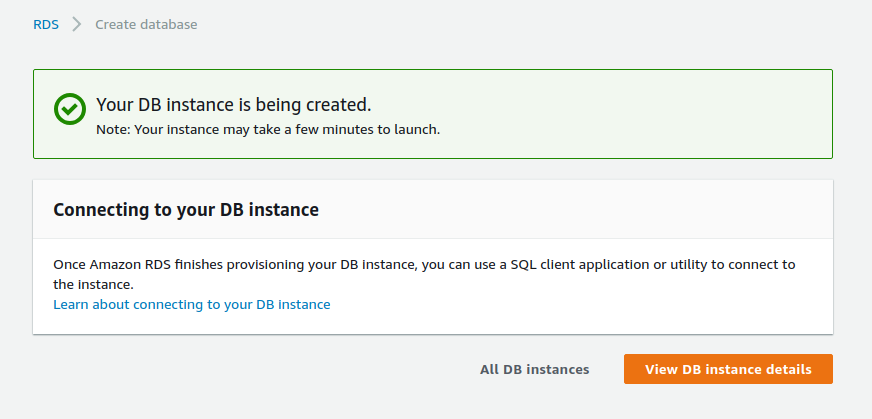 RDS
Create database
Your DB instance is being created.
Note: Your instance may take a few minutes to launch.
Connecting to your DB instance
Once Amazon RDS finishes provisioning your DB instance, you can use a SQL client application or utility to connect to
the instance.
Learn about connecting to your DB instance
All DB instances
View DB instance details